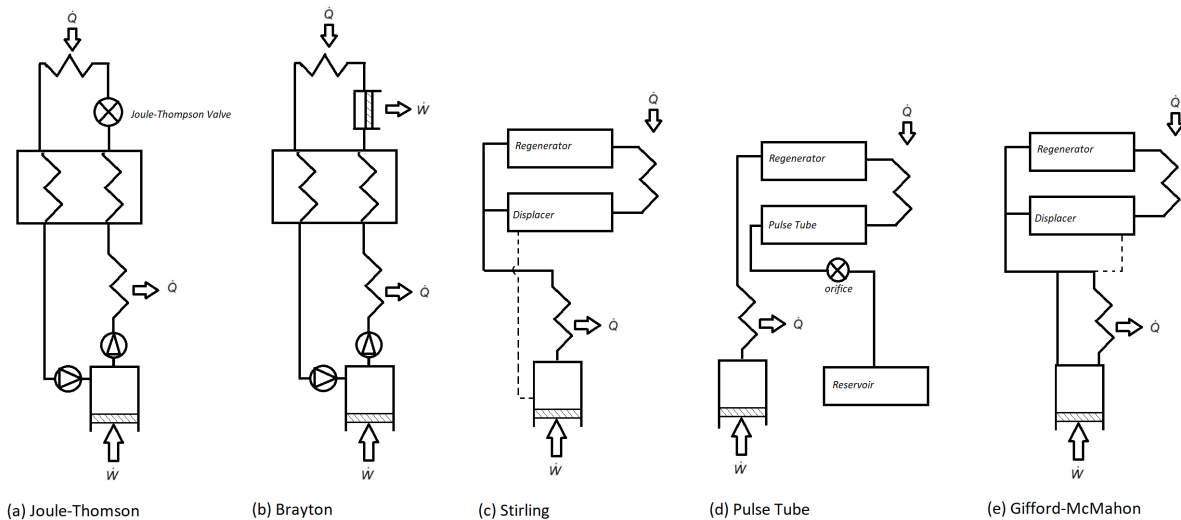 Q̇
Joule-Thompson Valve
Q̇
Ẇ
(a) Joule-Thomson
Q̇
Ẇ
Q̇
Ẇ
(b) Brayton
Q̇
Regenerator
Displacer
Q̇
Ẇ
(c) Stirling
Q̇
Regenerator
Pulse Tube
orifice
Q̇
Reservoir
Ẇ
(d) Pulse Tube
Q̇
Regenerator
Displacer
Q̇
Ẇ
(e) Gifford-McMahon